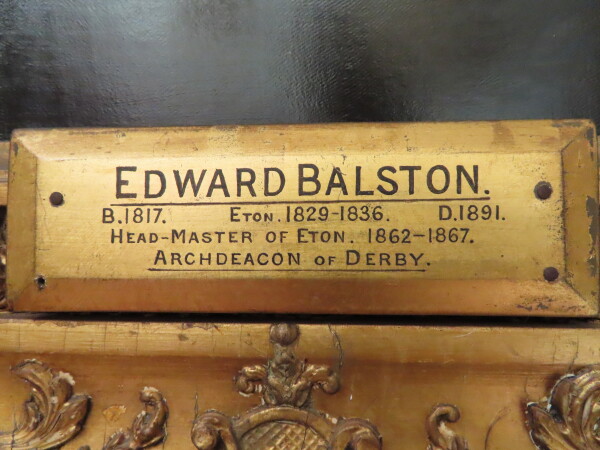 EDWARD BALSTON.
B.1817. ETON. 1829-1836. D.1891.
HEAD-MASTER OF ETON. 1862-1867.
ARCHDEACON OF DERBY.